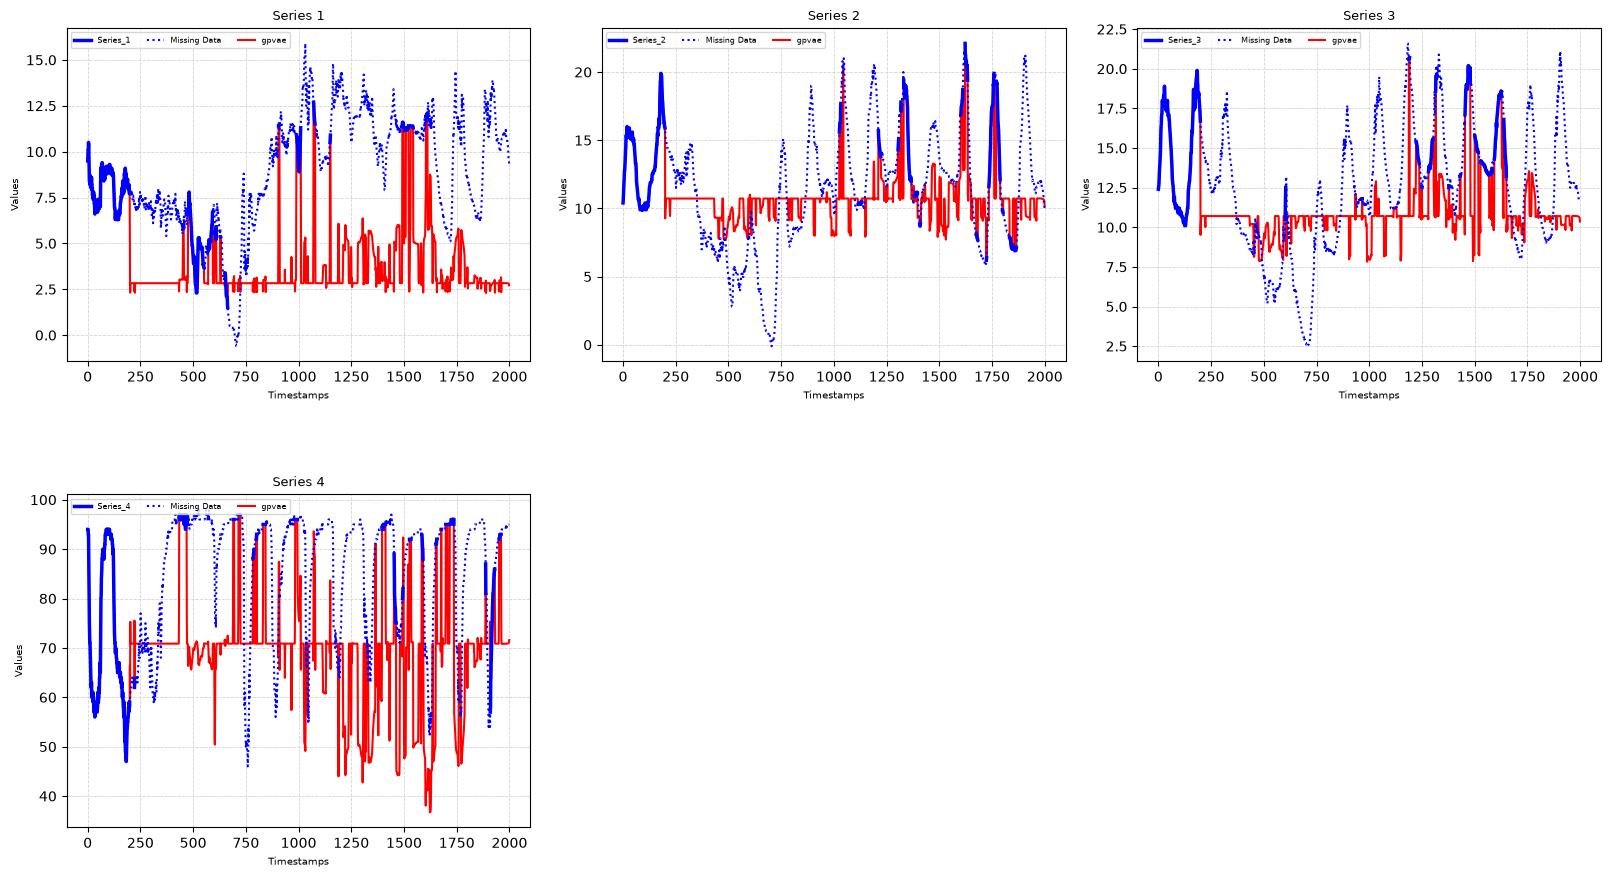 Series 1
Series_1 Missing Data gpvae
Values
15.0
12.5
10.0
7.5
5.0
2.5
0.0
0 250 500 750 1000 1250 1500 1750 2000
Timestamps
Series 2
Series_2 Missing Data gpvae
Values
20
15
10
5
0
0 250 500 750 1000 1250 1500 1750 2000
Timestamps
Series 3
Series_3 Missing Data gpvae
Values
22.5
20.0
17.5
15.0
12.5
10.0
7.5
5.0
2.5
0 250 500 750 1000 1250 1500 1750 2000
Timestamps
Series 4
Series_4 Missing Data gpvae
Values
100
90
80
70
60
50
40
0 250 500 750 1000 1250 1500 1750 2000
Timestamps